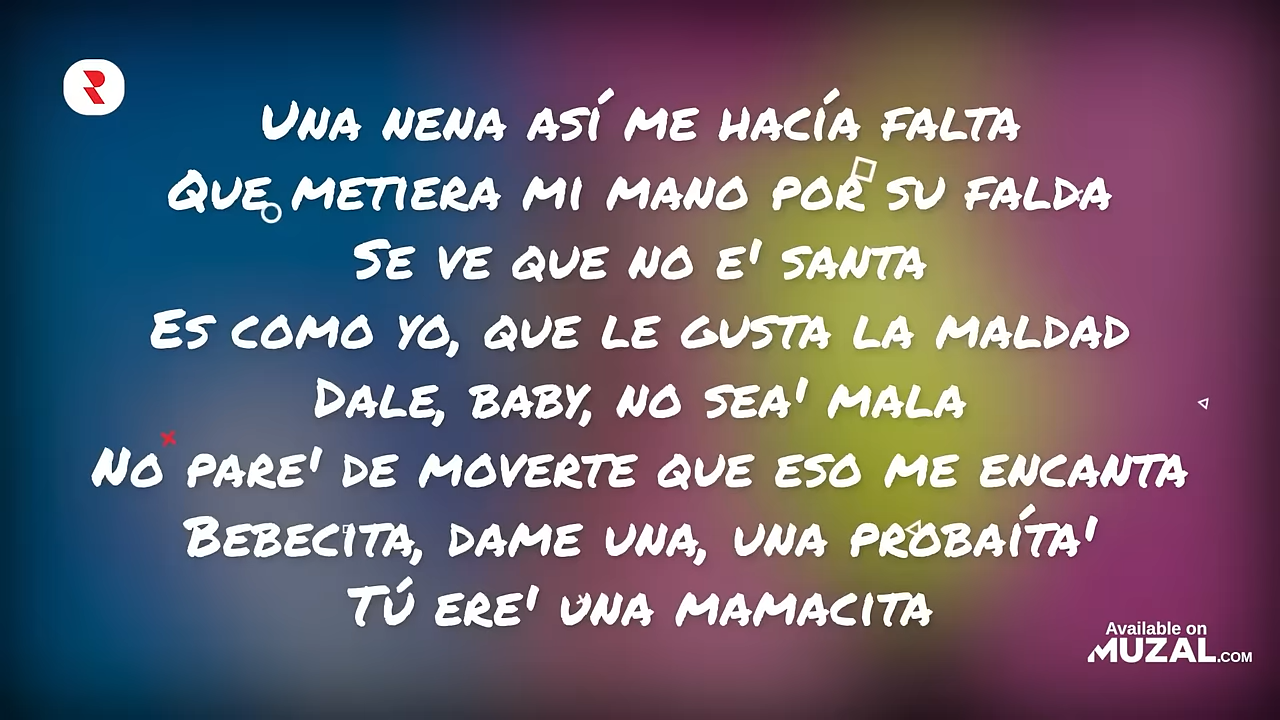 Una nena así me hacía falta
Que metiera mi mano por su falda
Se ve que no e' santa
Es como yo, que le gusta la maldad
Dale, baby, no sea' mala
No pare' de moverte que eso me encanta
Bebecita, dame una, una probaíta'
Tú ere' una mamacita
Available on
MUZAL.COM